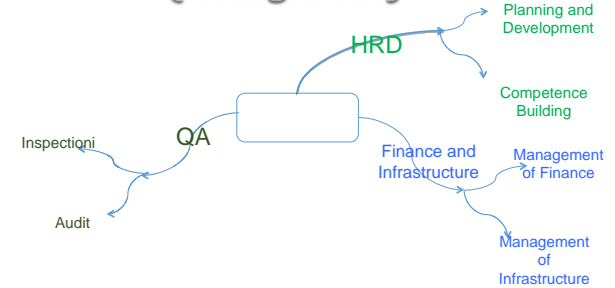 HRD
Planning and
Development
Competence
Building
QA
Inspectioni
Audit
Finance and
Infrastructure
Management
of Finance
Management
of
Infrastructure